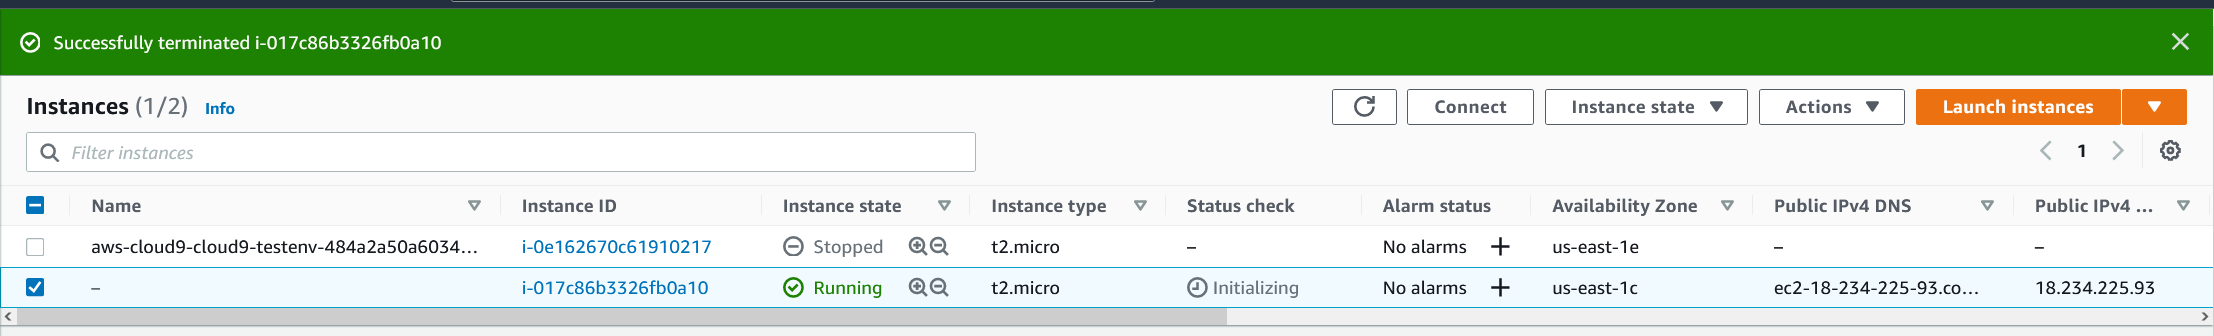 Successfully terminated i-017c86b3326fb0a10
Instances (1/2) Info
Connect Instance state Actions Launch instances
Filter instances
1
Name Instance ID Instance state Instance type Status check Alarm status Availability Zone Public IPv4 DNS Public IPv4 ...
aws-cloud9-cloud9-testenv-484a2a50a6034... i-0e162670c61910217 Stopped t2.micro – No alarms + us-east-1e – –
– i-017c86b3326fb0a10 Running t2.micro Initializing No alarms + us-east-1c ec2-18-234-225-93.co... 18.234.225.93